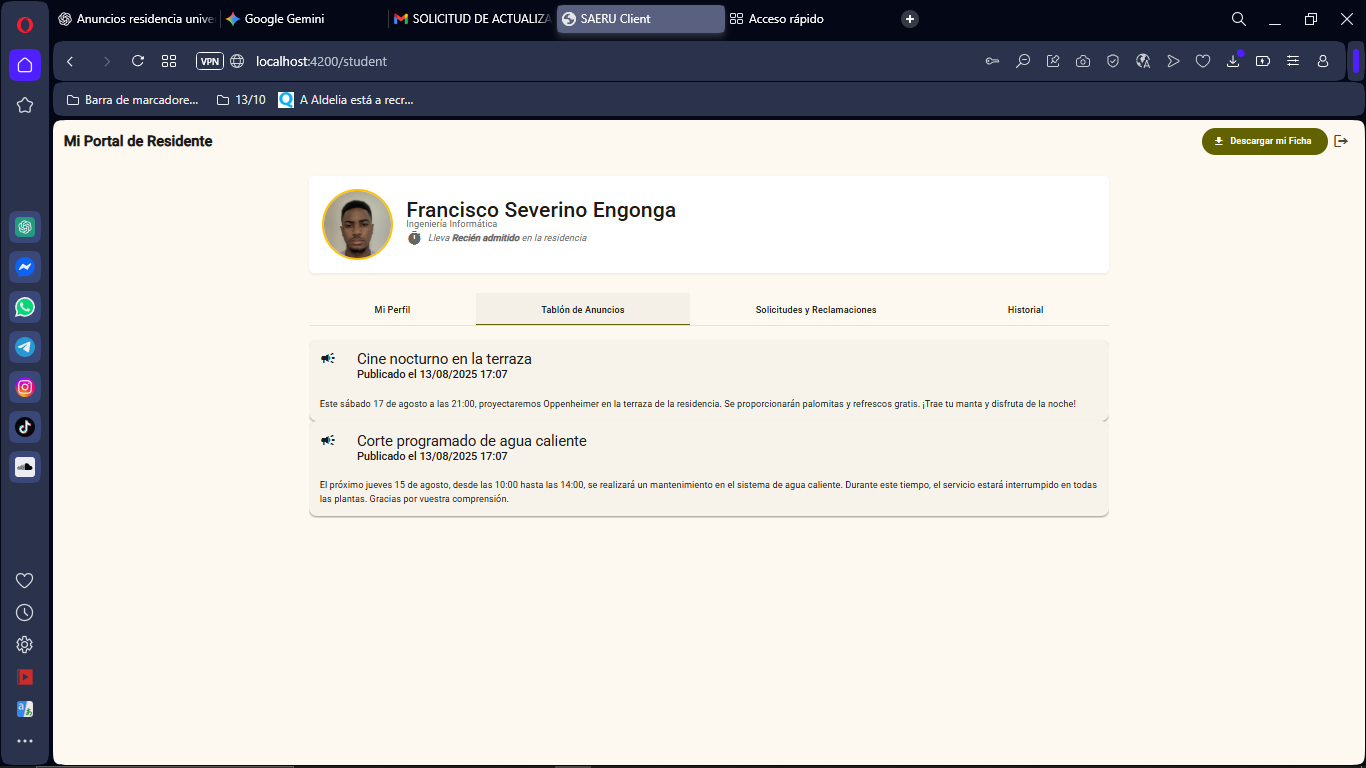 Anuncios residencia unive
Google Gemini
SOLICITUD DE ACTUALIZA
SAERU Client
Acceso rápido
VPN
localhost:4200/student
Barra de marcadore...
13/10
A Aldelia está a recr...
Mi Portal de Residente
Descargar mi Ficha
Francisco Severino Engonga
Ingeniería Informática
Lleva Recién admitido en la residencia
Mi Perfil
Tablón de Anuncios
Solicitudes y Reclamaciones
Historial
Cine nocturno en la terraza
Publicado el 13/08/2025 17:07
Este sábado 17 de agosto a las 21:00, proyectaremos Oppenheimer en la terraza de la residencia. Se proporcionarán palomitas y refrescos gratis. ¡Trae tu manta y disfruta de la noche!
Corte programado de agua caliente
Publicado el 13/08/2025 17:07
El próximo jueves 15 de agosto, desde las 10:00 hasta las 14:00, se realizará un mantenimiento en el sistema de agua caliente. Durante este tiempo, el servicio estará interrumpido en todas
las plantas. Gracias por vuestra comprensión.